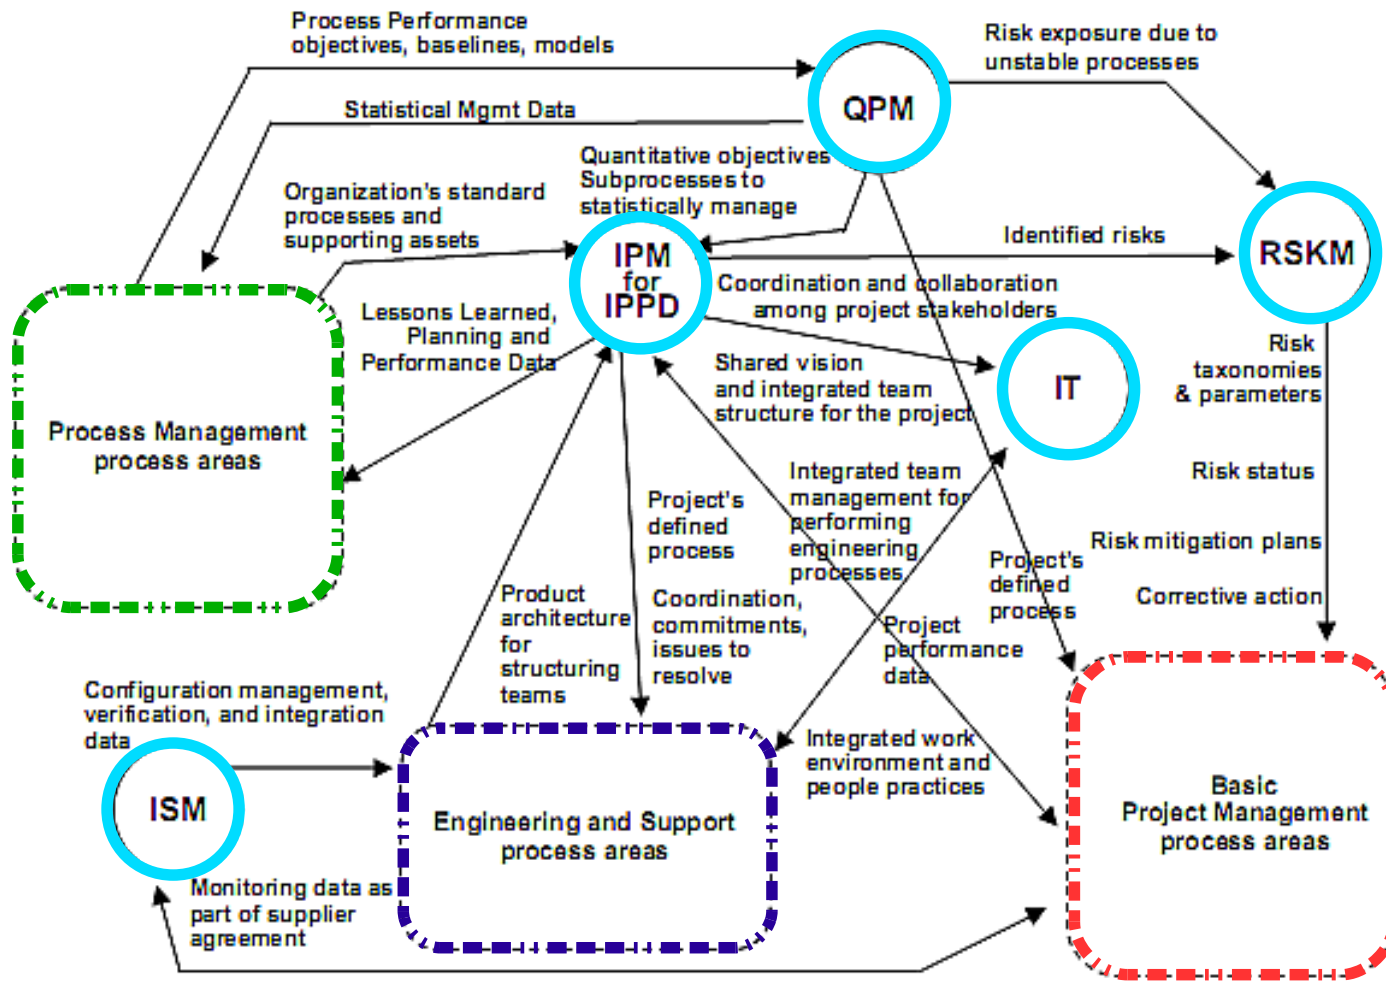 Process Performance
objectives, baselines, models
Risk exposure due to
unstable processes
QPM
Statistical Mgmt Data
Quantitative objectives
Subprocesses to
statistically manage
Organization's standard
processes and
supporting assets
IPM
for
IPPD
Identified risks
RSKM
Coordination and collaboration
among project stakeholders
Lessons Learned,
Planning and
Performance Data
Shared vision
and integrated team
structure for the project
IT
Risk
taxonomies
& parameters
Process Management
process areas
Risk status
Integrated team
management for
performing
engineering
processes
Project's
defined
process
Risk mitigation plans
Project's
defined
process
Corrective action
Product
architecture
for
structuring
teams
Coordination,
commitments,
issues to
resolve
Project
performance
data
Configuration management,
verification, and integration
data
Integrated work
environment and
people practices
ISM
Engineering and Support
process areas
Basic
Project Management
process areas
Monitoring data as
part of supplier
agreement